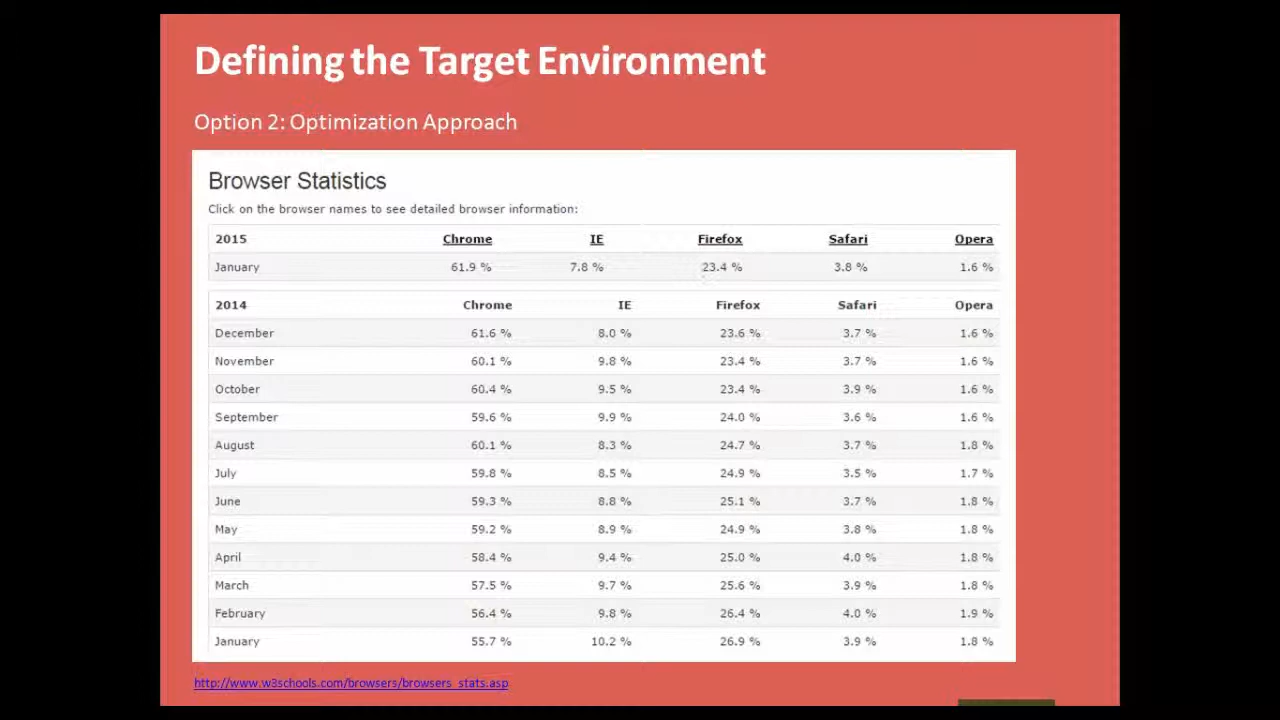 Defining the Target Environment
Option 2: Optimization Approach
Browser Statistics
Click on the browser names to see detailed browser information:
2015 Chrome IE Firefox Safari Opera
January 61.9 % 7.8 % 23.4 % 3.8 % 1.6 %
2014 Chrome IE Firefox Safari Opera
December 61.6 % 8.0 % 23.6 % 3.7 % 1.6 %
November 60.1 % 9.8 % 23.4 % 3.7 % 1.6 %
October 60.4 % 9.5 % 23.4 % 3.9 % 1.6 %
September 59.6 % 9.9 % 24.0 % 3.6 % 1.6 %
August 60.1 % 8.3 % 24.7 % 3.7 % 1.8 %
July 59.8 % 8.5 % 24.9 % 3.5 % 1.7 %
June 59.3 % 8.8 % 25.1 % 3.7 % 1.8 %
May 59.2 % 8.9 % 24.9 % 3.8 % 1.8 %
April 58.4 % 9.4 % 25.0 % 4.0 % 1.8 %
March 57.5 % 9.7 % 25.6 % 3.9 % 1.8 %
February 56.4 % 9.8 % 26.4 % 4.0 % 1.9 %
January 55.7 % 10.2 % 26.9 % 3.9 % 1.8 %
http://www.w3schools.com/browsers/browsers_stats.asp